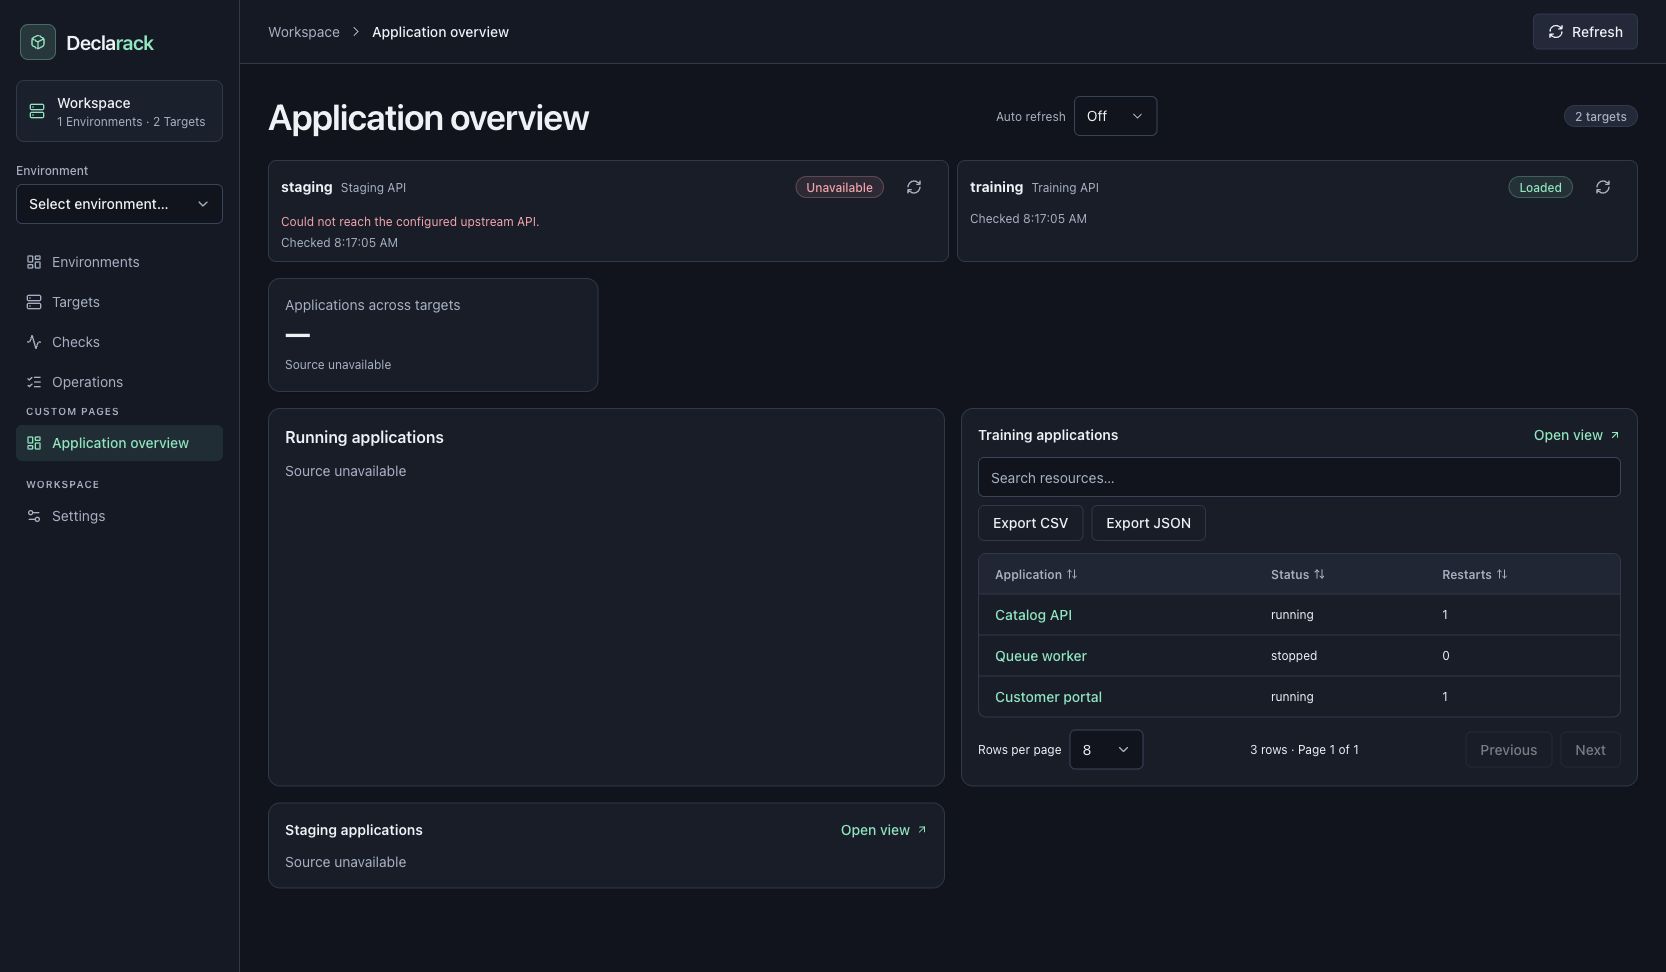 Declarack
Workspace
1 Environments · 2 Targets
Environment
Select environment...
Environments
Targets
Checks
Operations
CUSTOM PAGES
Application overview
WORKSPACE
Settings
Workspace > Application overview
Refresh
Application overview
Auto refresh Off
2 targets
staging Staging API Unavailable
Could not reach the configured upstream API.
Checked 8:17:05 AM
training Training API Loaded
Checked 8:17:05 AM
Applications across targets
—
Source unavailable
Running applications
Source unavailable
Training applications Open view
Search resources...
Export CSV Export JSON
Application Status Restarts
Catalog API running 1
Queue worker stopped 0
Customer portal running 1
Rows per page 8 3 rows · Page 1 of 1 Previous Next
Staging applications Open view
Source unavailable